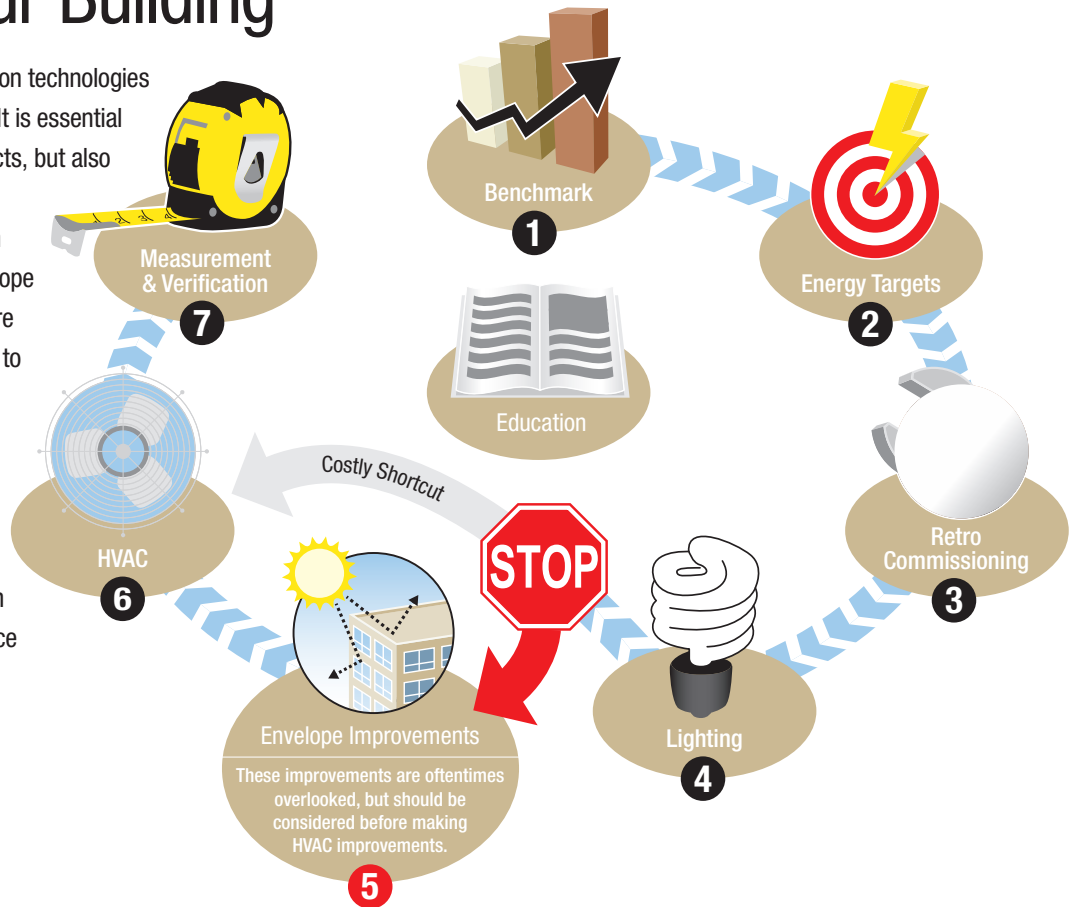 ur Building
on technologies
It is essential
cts, but also
ope
re
to
n
ce
Benchmark
1
Energy Targets
2
Retro
Commissioning
3
Lighting
4
STOP
Costly Shortcut
Envelope Improvements
These improvements are oftentimes
overlooked, but should be
considered before making
HVAC improvements.
5
HVAC
6
Measurement
& Verification
7
Education